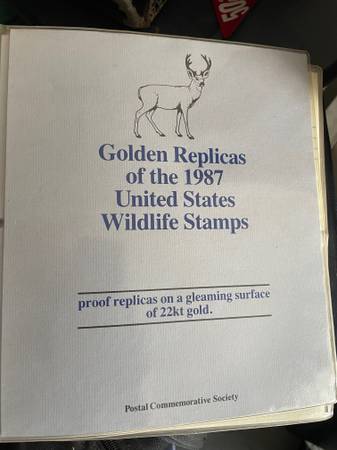 Golden Replicas
of the 1987
United States
Wildlife Stamps
proof replicas on a gleaming surface
of 22kt gold.
Postal Commemorative Society